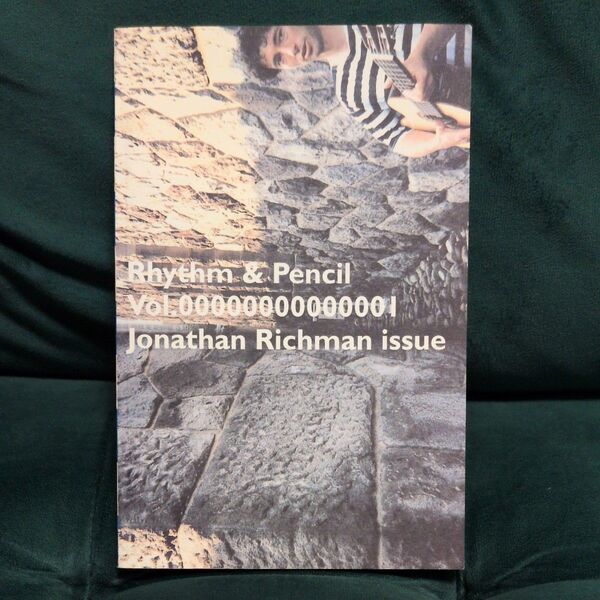 Rhythm & Pencil
Vol.00000000000001
Jonathan Richman issue